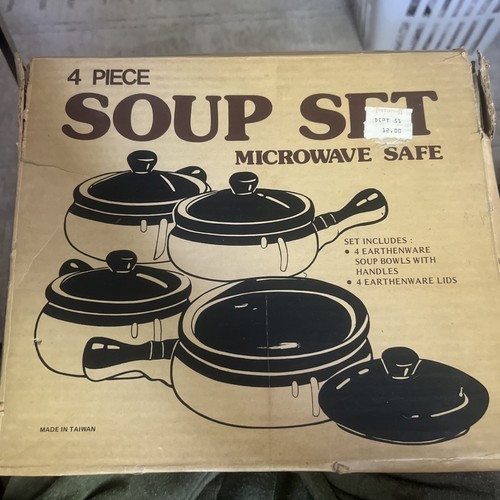 4 PIECE
SOUP SET
MICROWAVE SAFE
SET INCLUDES :
• 4 EARTHENWARE
SOUP BOWLS WITH
HANDLES
• 4 EARTHENWARE LIDS
MADE IN TAIWAN